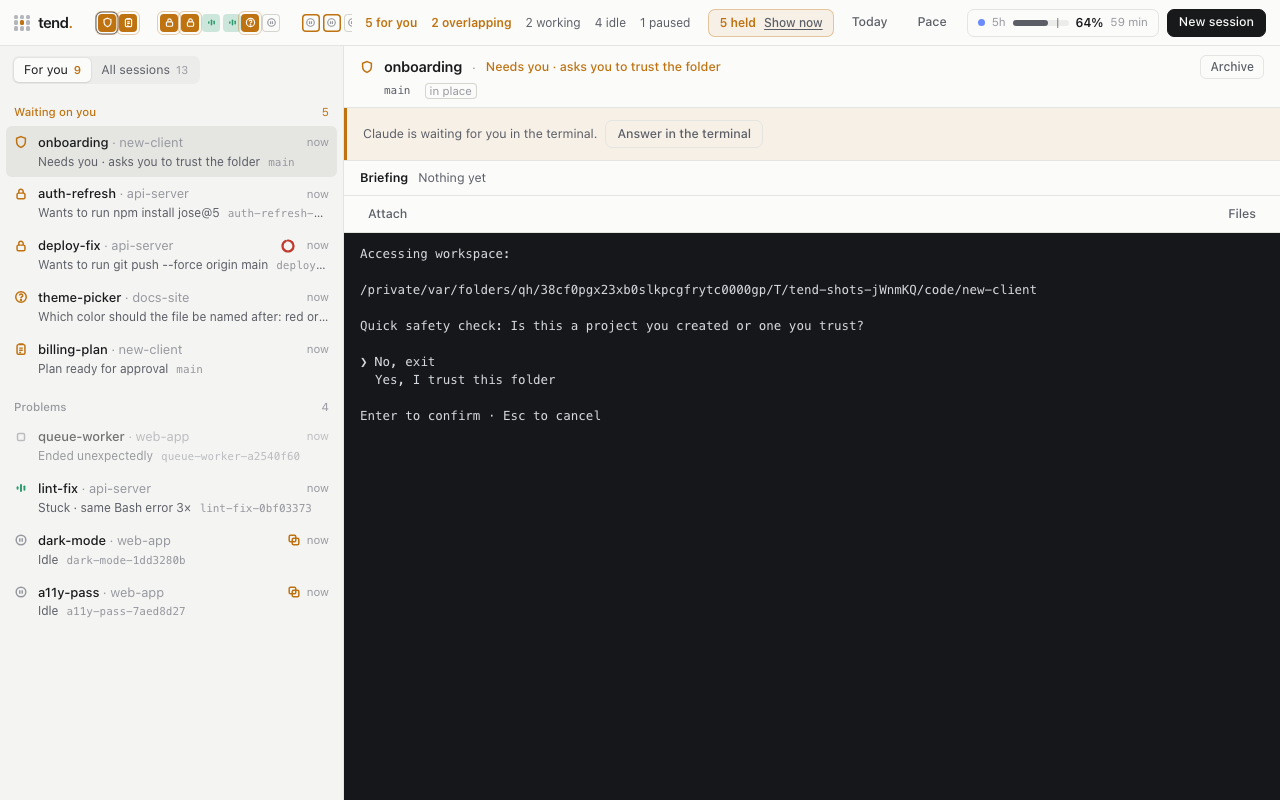 tend.
5 for you 2 overlapping 2 working 4 idle 1 paused
5 held Show now
Today
Pace
5h 64% 59 min
New session
For you 9
All sessions 13
Waiting on you 5
onboarding · new-client now
Needs you · asks you to trust the folder main
auth-refresh · api-server now
Wants to run npm install jose@5 auth-refresh-…
deploy-fix · api-server now
Wants to run git push --force origin main deploy…
theme-picker · docs-site now
Which color should the file be named after: red or…
billing-plan · new-client now
Plan ready for approval main
Problems 4
queue-worker · web-app now
Ended unexpectedly queue-worker-a2540f60
lint-fix · api-server now
Stuck · same Bash error 3× lint-fix-0bf03373
dark-mode · web-app now
Idle dark-mode-1dd3280b
a11y-pass · web-app now
Idle a11y-pass-7aed8d27
onboarding · Needs you · asks you to trust the folder
Archive
main in place
Claude is waiting for you in the terminal. Answer in the terminal
Briefing Nothing yet
Attach
Files
Accessing workspace:
/private/var/folders/qh/38cf0pgx23xb0slkpcgfrytc0000gp/T/tend-shots-jWnmKQ/code/new-client
Quick safety check: Is this a project you created or one you trust?
❯ No, exit
Yes, I trust this folder
Enter to confirm · Esc to cancel